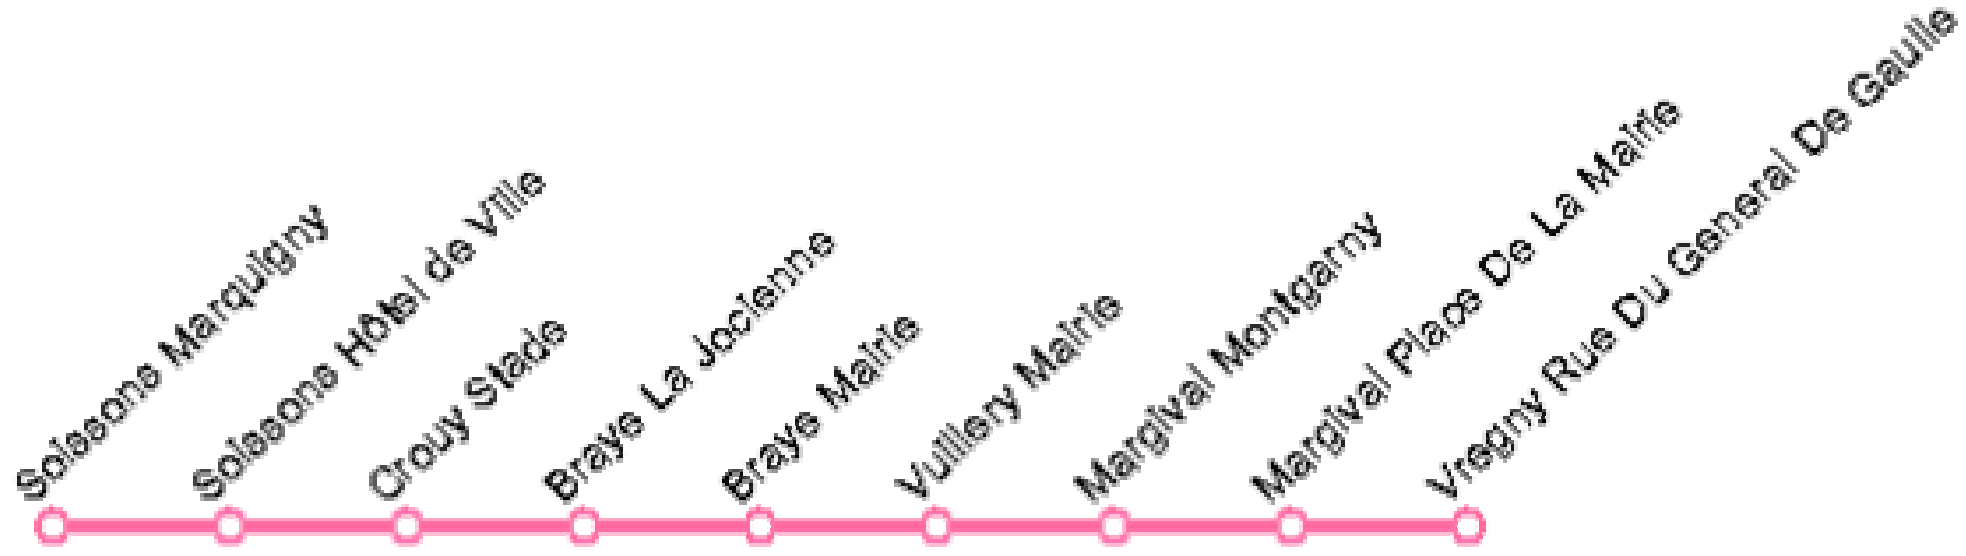 Soissons Marquigny
Soissons Hôtel de Ville
Crouy Stade
Braye La Jocienne
Braye Mairie
Vuillery Mairie
Margival Montgarny
Margival Place De La Mairie
Vregny Rue Du General De Gaulle